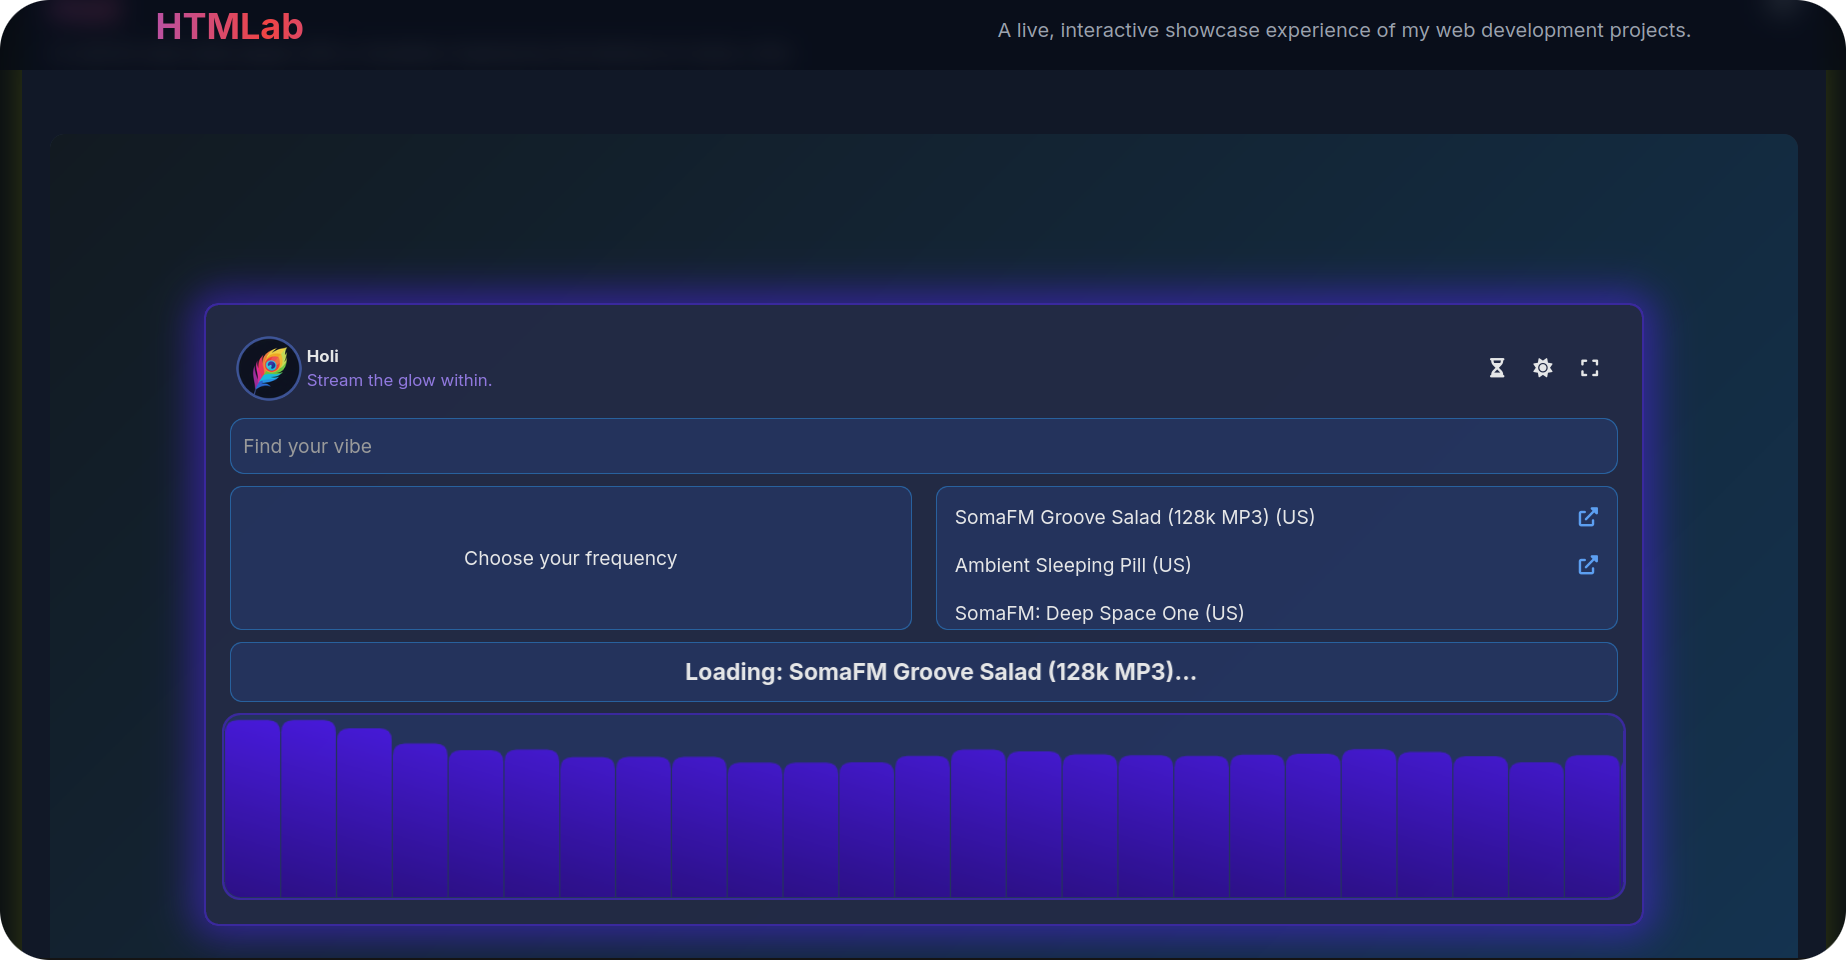 HTMLab
A live, interactive showcase experience of my web development projects.
Holi
Stream the glow within.
Find your vibe
Choose your frequency
SomaFM Groove Salad (128k MP3) (US)
Ambient Sleeping Pill (US)
SomaFM: Deep Space One (US)
Loading: SomaFM Groove Salad (128k MP3)...